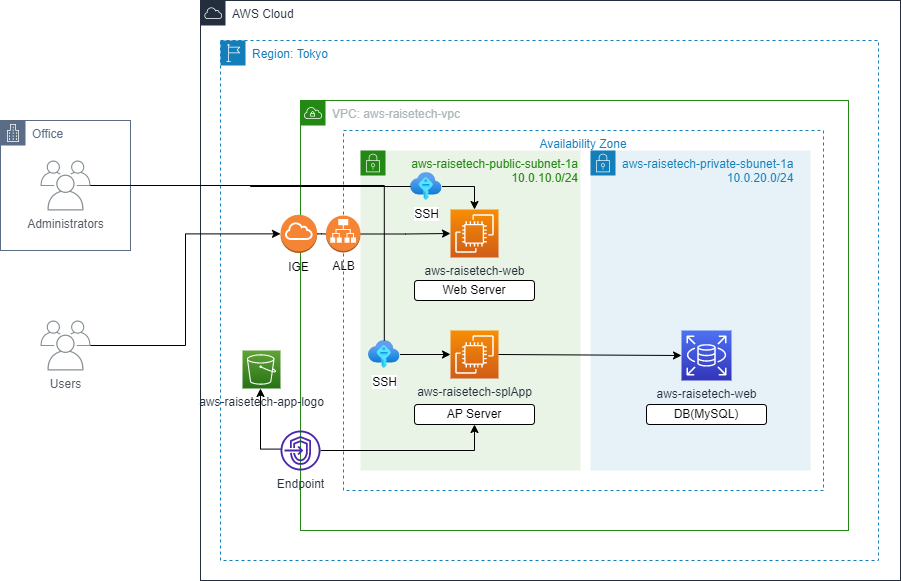 AWS Cloud
Region: Tokyo
VPC: aws-raisetech-vpc
Office
Availability Zone
aws-raisetech-public-subnet-1a
10.0.10.0/24
aws-raisetech-private-sbunet-1a
10.0.20.0/24
Administrators
SSH
IGE
ALB
aws-raisetech-web
Web Server
Users
SSH
aws-raisetech-app-logo
aws-raisetech-splApp
AP Server
aws-raisetech-web
DB(MySQL)
Endpoint